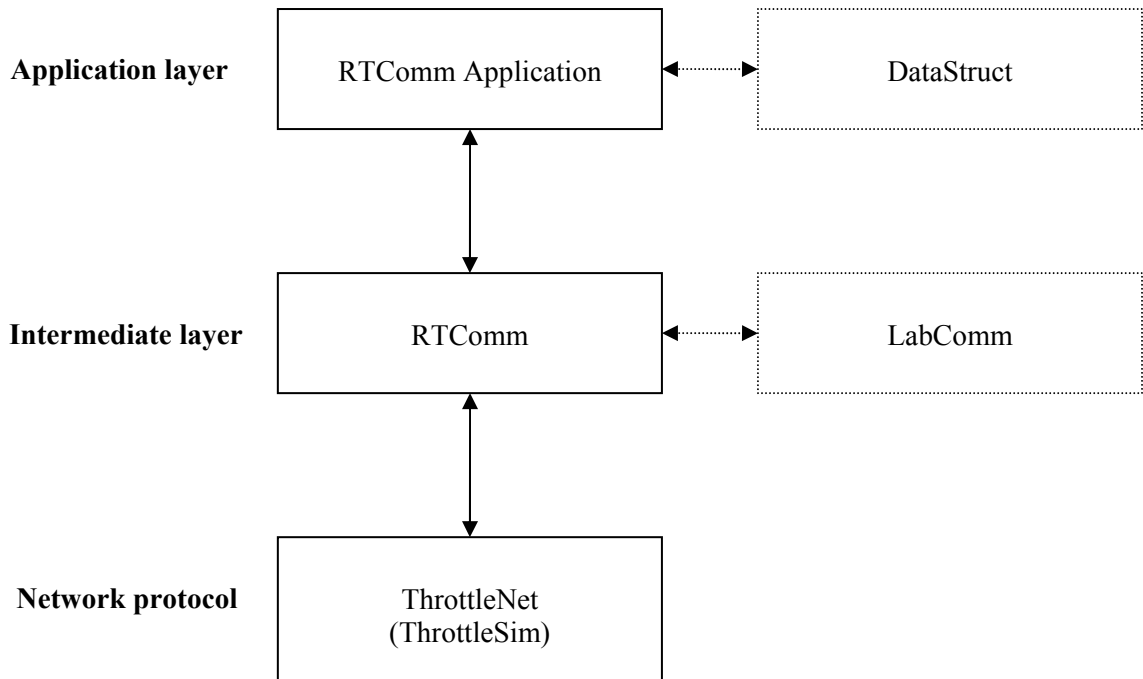 Application layer
RTComm Application
DataStruct
Intermediate layer
RTComm
LabComm
Network protocol
ThrottleNet
(ThrottleSim)